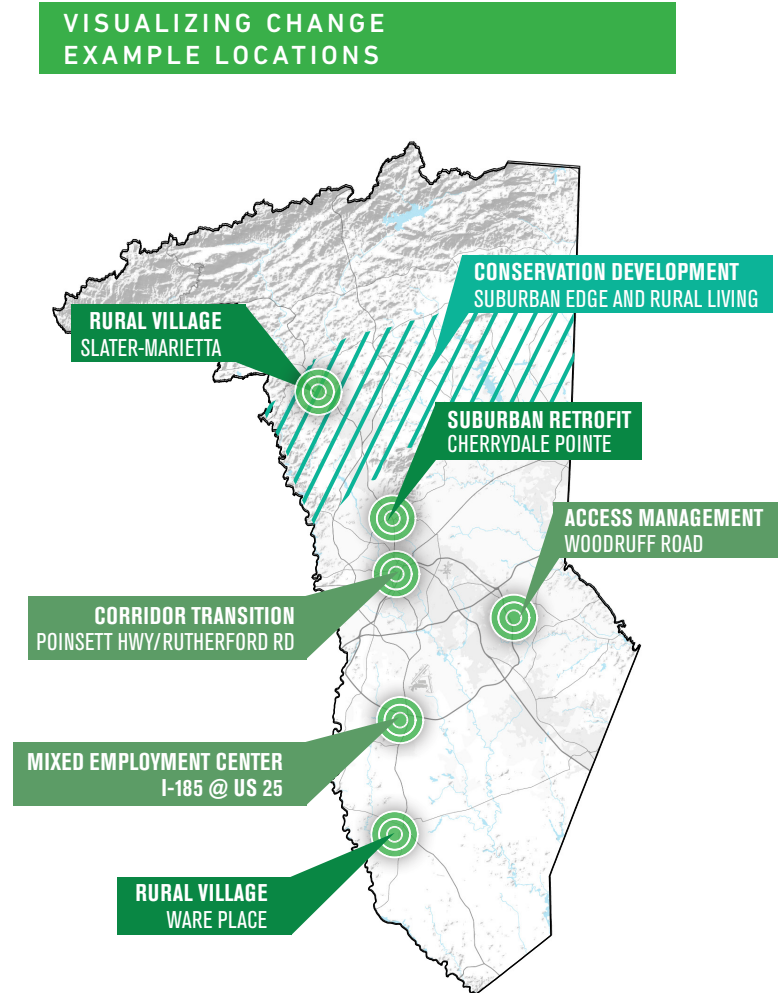 VISUALIZING CHANGE
EXAMPLE LOCATIONS
CONSERVATION DEVELOPMENT
SUBURBAN EDGE AND RURAL LIVING
RURAL VILLAGE
SLATER-MARIETTA
SUBURBAN RETROFIT
CHERRYDALE POINTE
ACCESS MANAGEMENT
WOODRUFF ROAD
CORRIDOR TRANSITION
POINSETT HWY/RUTHERFORD RD
MIXED EMPLOYMENT CENTER
I-185 @ US 25
RURAL VILLAGE
WARE PLACE